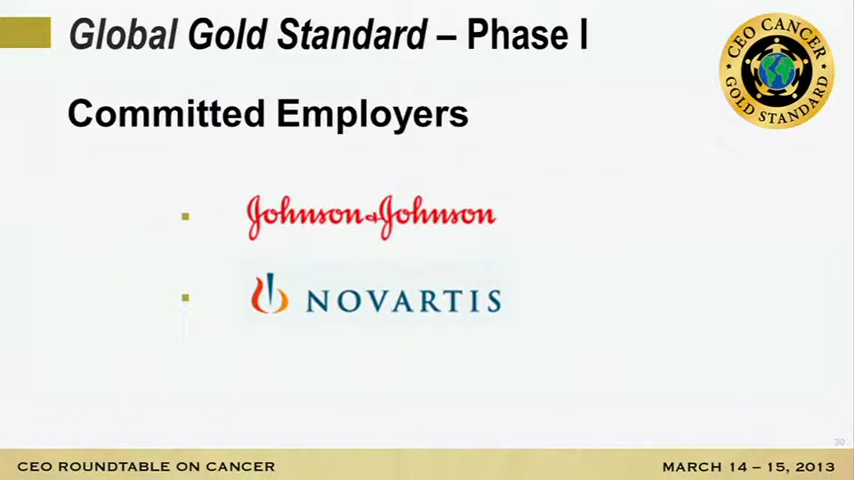 Global Gold Standard – Phase I
CEO CANCER
GOLD STANDARD
Committed Employers
Johnson & Johnson
NOVARTIS
30
CEO ROUNDTABLE ON CANCER
MARCH 14 – 15, 2013